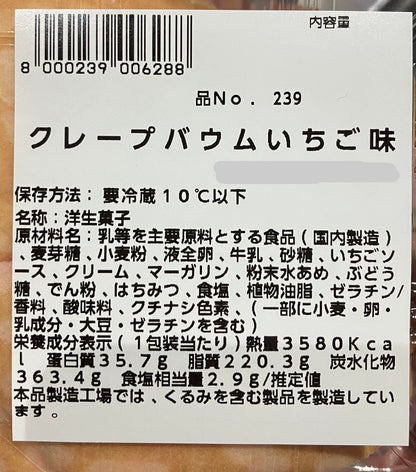 内容量
8 000239 006288
品No. 239
クレープバウムいちご味
保存方法：要冷蔵10℃以下
名称：洋生菓子
原材料名：乳等を主要原料とする食品（国内製造）
、麦芽糖、小麦粉、液全卵、牛乳、砂糖、いちごソ
ース、クリーム、マーガリン、粉末水あめ、ぶどう
糖、でん粉、はちみつ、食塩、植物油脂、ゼラチン/
香料、酸味料、クチナシ色素、（一部に小麦・卵・
乳成分・大豆・ゼラチンを含む）
栄養成分表示（1包装当たり）熱量3580Kca
l 蛋白質35.7g 脂質220.3g 炭水化物
363.4g 食塩相当量2.9g/推定値
本品製造工場では、くるみを含む製品を製造してい
ます。